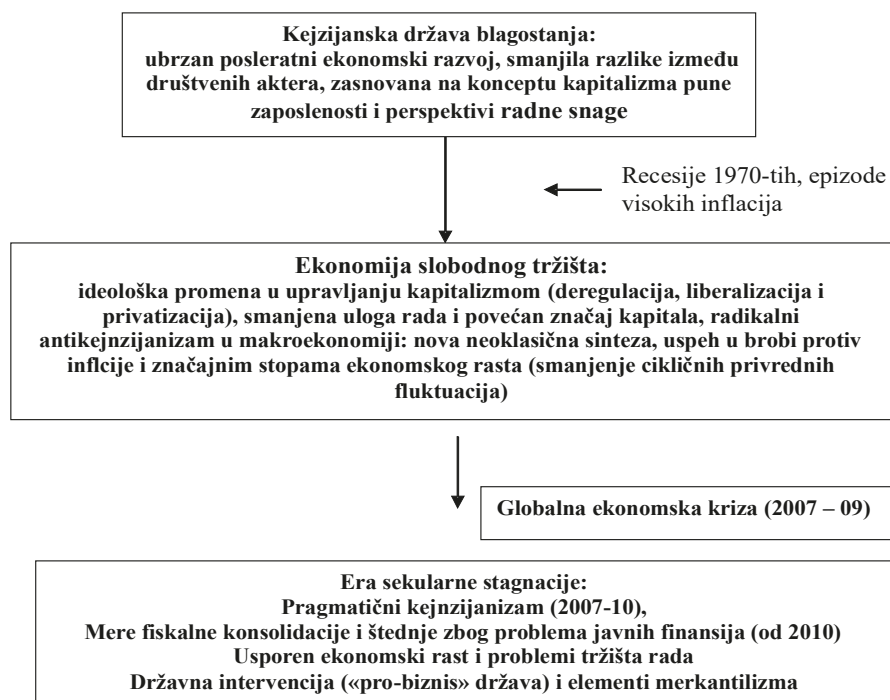 Kejzijanska država blagostanja:
ubrzan posleratni ekonomski razvoj, smanjila razlike između
društvenih aktera, zasnovana na konceptu kapitalizma pune
zaposlenosti i perspektivi radne snage
Recesije 1970-tih, epizode
visokih inflacija
Ekonomija slobodnog tržišta:
ideološka promena u upravljanju kapitalizmom (deregulacija, liberalizacija i
privatizacija), smanjena uloga rada i povećan značaj kapitala, radikalni
antikejnzijanizam u makroekonomiji: nova neoklasična sinteza, uspeh u brobi protiv
inflcije i značajnim stopama ekonomskog rasta (smanjenje cikličnih privrednih
fluktuacija)
Globalna ekonomska kriza (2007 – 09)
Era sekularne stagnacije:
Pragmatični kejnzijanizam (2007-10),
Mere fiskalne konsolidacije i štednje zbog problema javnih finansija (od 2010)
Usporen ekonomski rast i problemi tržišta rada
Državna intervencija («pro-biznis» država) i elementi merkantilizma